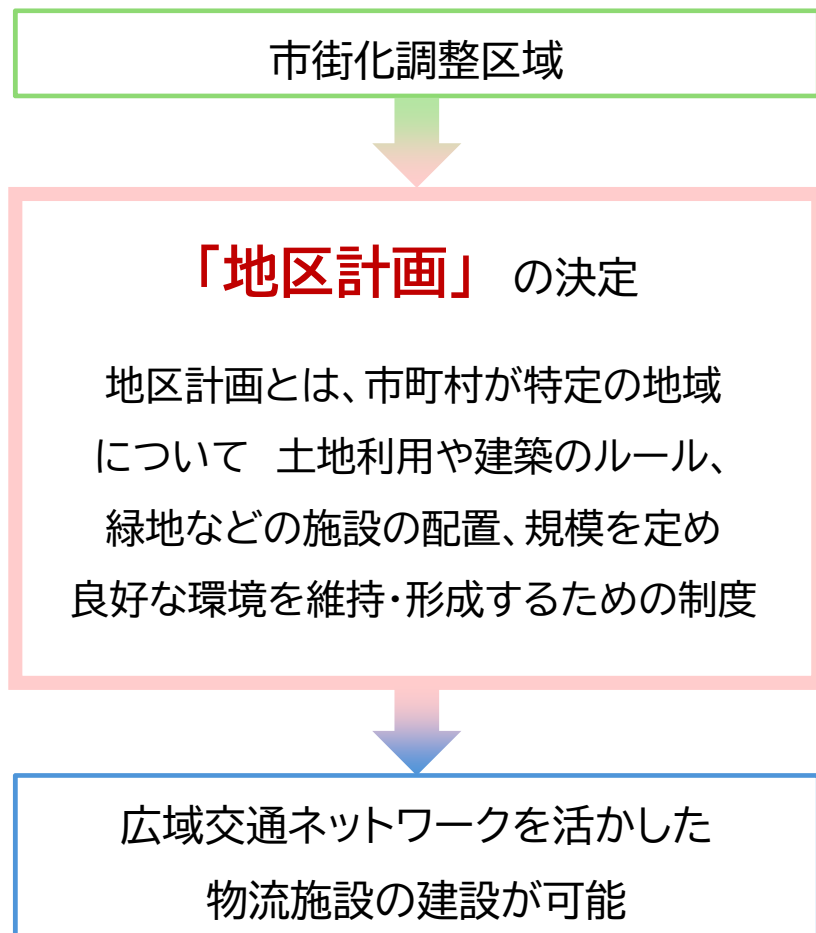 市街化調整区域
「地区計画」 の決定
地区計画とは、市町村が特定の地域
について 土地利用や建築のルール、
緑地などの施設の配置、規模を定め
良好な環境を維持・形成するための制度
広域交通ネットワークを活かした
物流施設の建設が可能